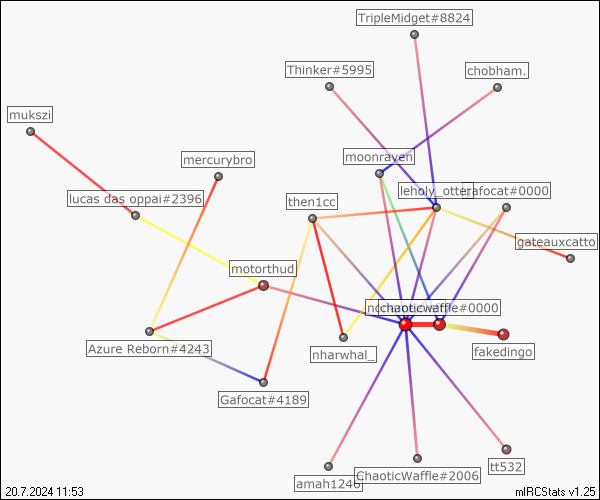 TripleMidget#8824
Thinker#5995
chobham.
mukszi
moonraven
mercurybro
leholy_otter
afocat#0000
lucas das oppai#2396
then1cc
gateauxcatto
motorthud
chaoticwaffle#0000
Azure Reborn#4243
nharwhal_
fakedingo
Gafocat#4189
tt532
ChaoticWaffle#2006
amah1246
20.7.2024 11:53
mIRCStats v1.25